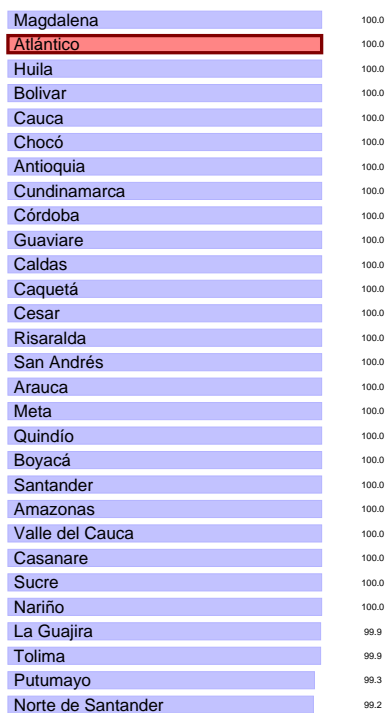 Magdalena 100.0
Atlántico 100.0
Huila 100.0
Bolivar 100.0
Cauca 100.0
Chocó 100.0
Antioquia 100.0
Cundinamarca 100.0
Córdoba 100.0
Guaviare 100.0
Caldas 100.0
Caquetá 100.0
Cesar 100.0
Risaralda 100.0
San Andrés 100.0
Arauca 100.0
Meta 100.0
Quindío 100.0
Boyacá 100.0
Santander 100.0
Amazonas 100.0
Valle del Cauca 100.0
Casanare 100.0
Sucre 100.0
Nariño 100.0
La Guajira 99.9
Tolima 99.9
Putumayo 99.3
Norte de Santander 99.2